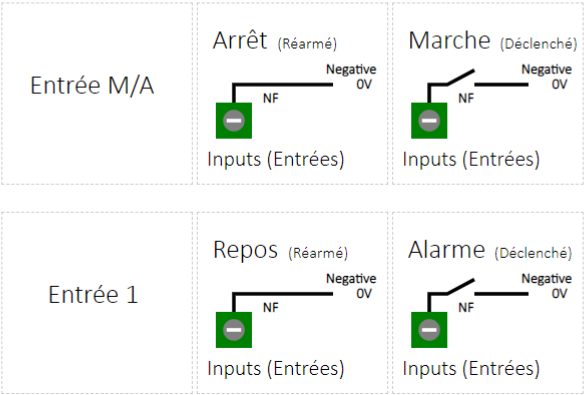 Arrêt (Réarmé)
Marche (Déclenché)
Entrée M/A
Negative
0V
NF
Negative
0V
NF
Inputs (Entrées)
Inputs (Entrées)
Repos (Réarmé)
Alarme (Déclenché)
Entrée 1
Negative
0V
NF
Negative
0V
NF
Inputs (Entrées)
Inputs (Entrées)